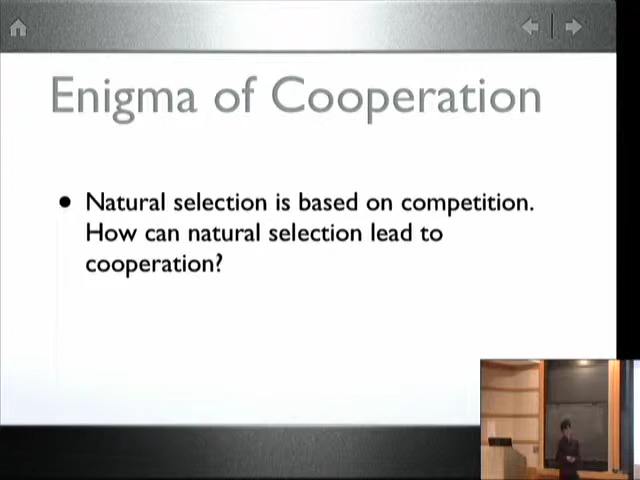 Enigma of Cooperation
• Natural selection is based on competition.
How can natural selection lead to
cooperation?